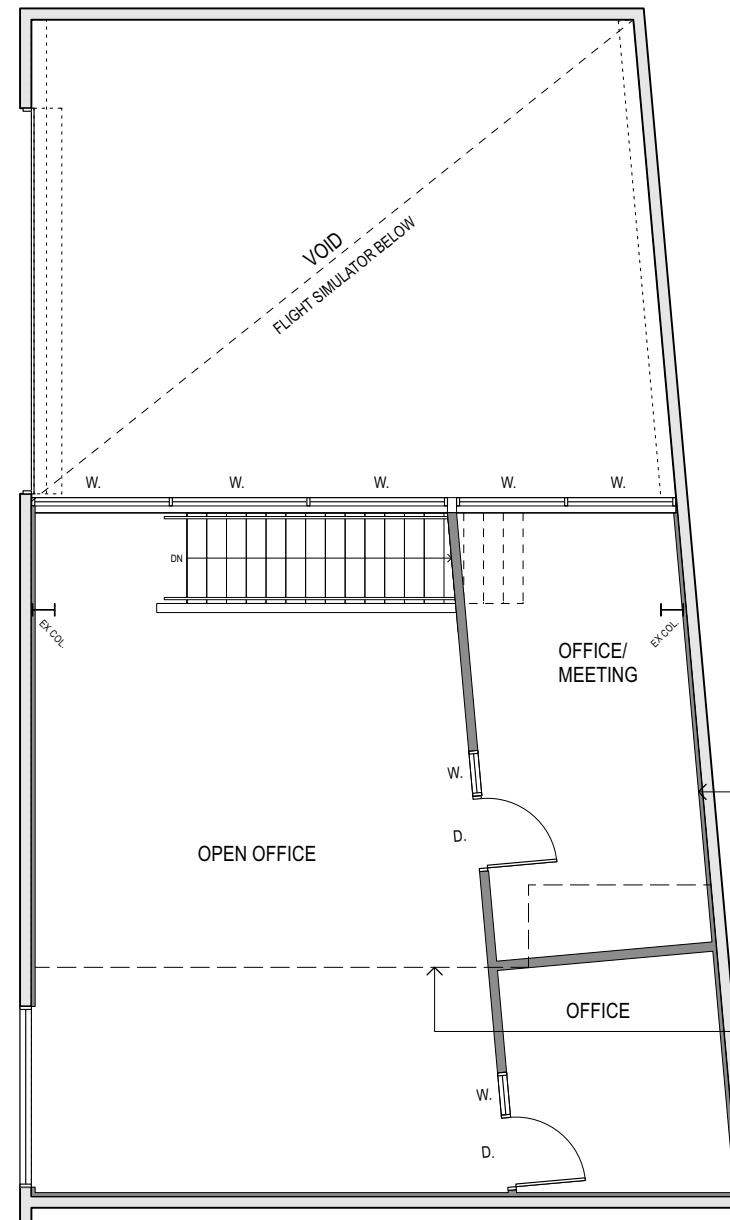 VOID
FLIGHT SIMULATOR BELOW
W.
W.
W.
W.
W.
DN
EX COL.
EX COL.
OFFICE/
MEETING
W.
D.
OPEN OFFICE
OFFICE
W.
D.